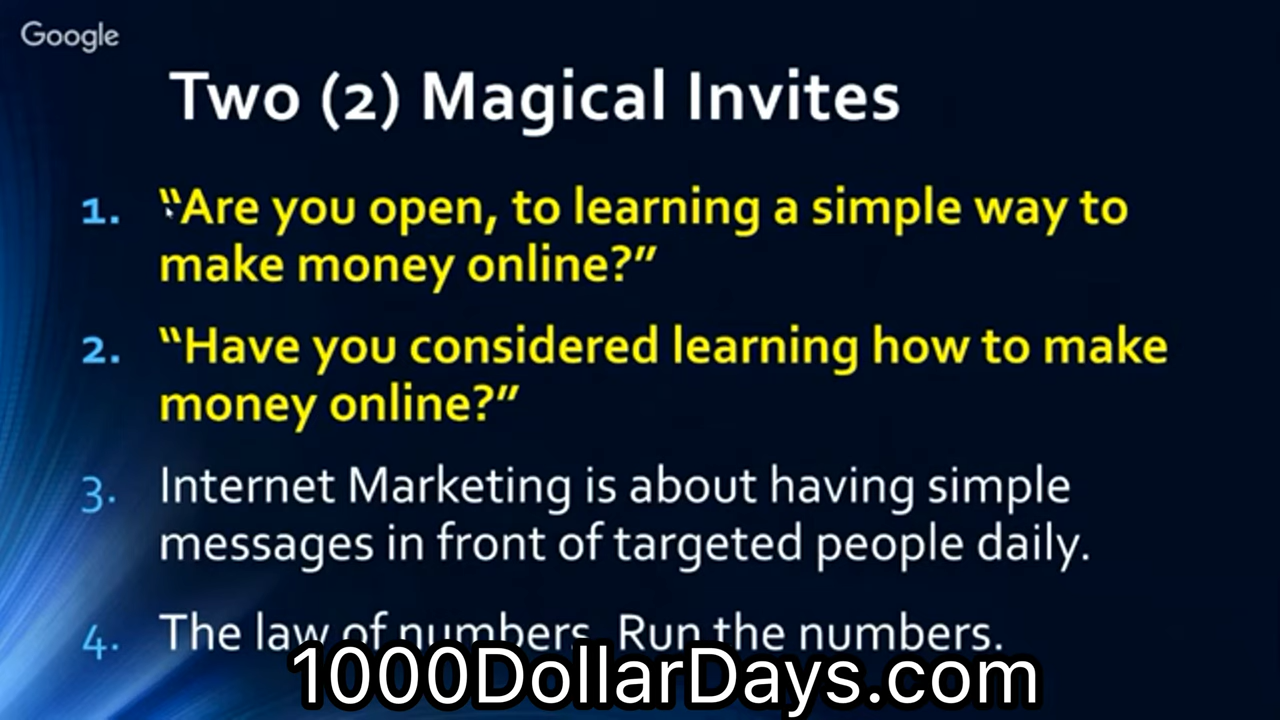 Google
Two (2) Magical Invites
1. “Are you open, to learning a simple way to
make money online?”
2. “Have you considered learning how to make
money online?”
3. Internet Marketing is about having simple
messages in front of targeted people daily.
4. The law of numbers. Run the numbers.
1000DollarDays.com